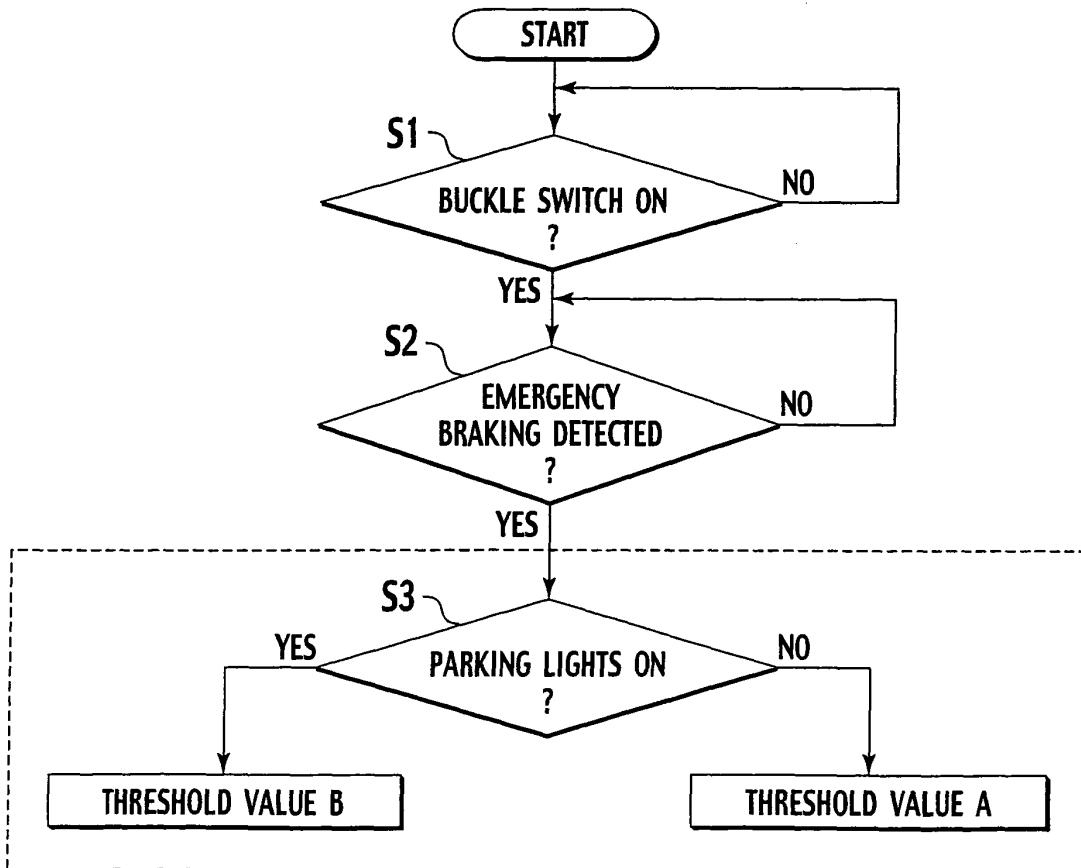 START
S1
BUCKLE SWITCH ON
?
NO
YES
S2
EMERGENCY
BRAKING DETECTED
?
NO
YES
S3
YES
PARKING LIGHTS ON
?
NO
THRESHOLD VALUE B
THRESHOLD VALUE A